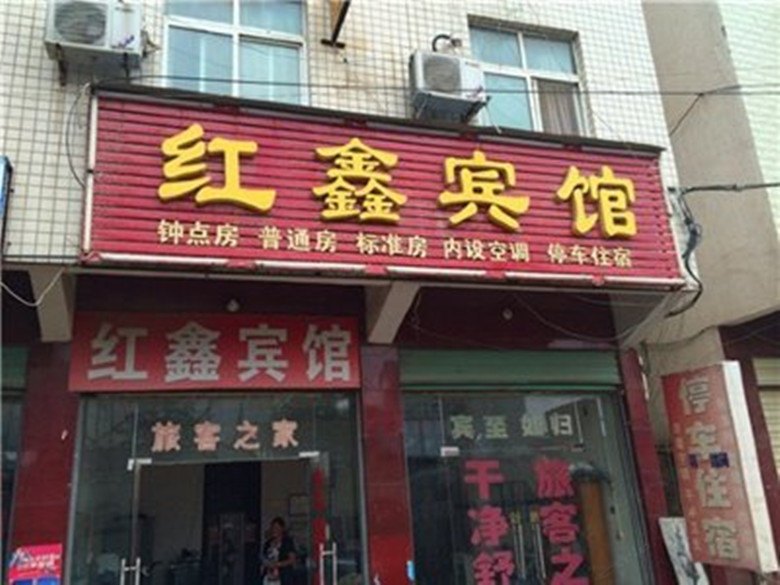 红鑫宾馆
钟点房 普通房 标准房 内设空调 停车住宿
红鑫宾馆
旅客之家
宾至如归
干净舒
旅客之
停车住宿